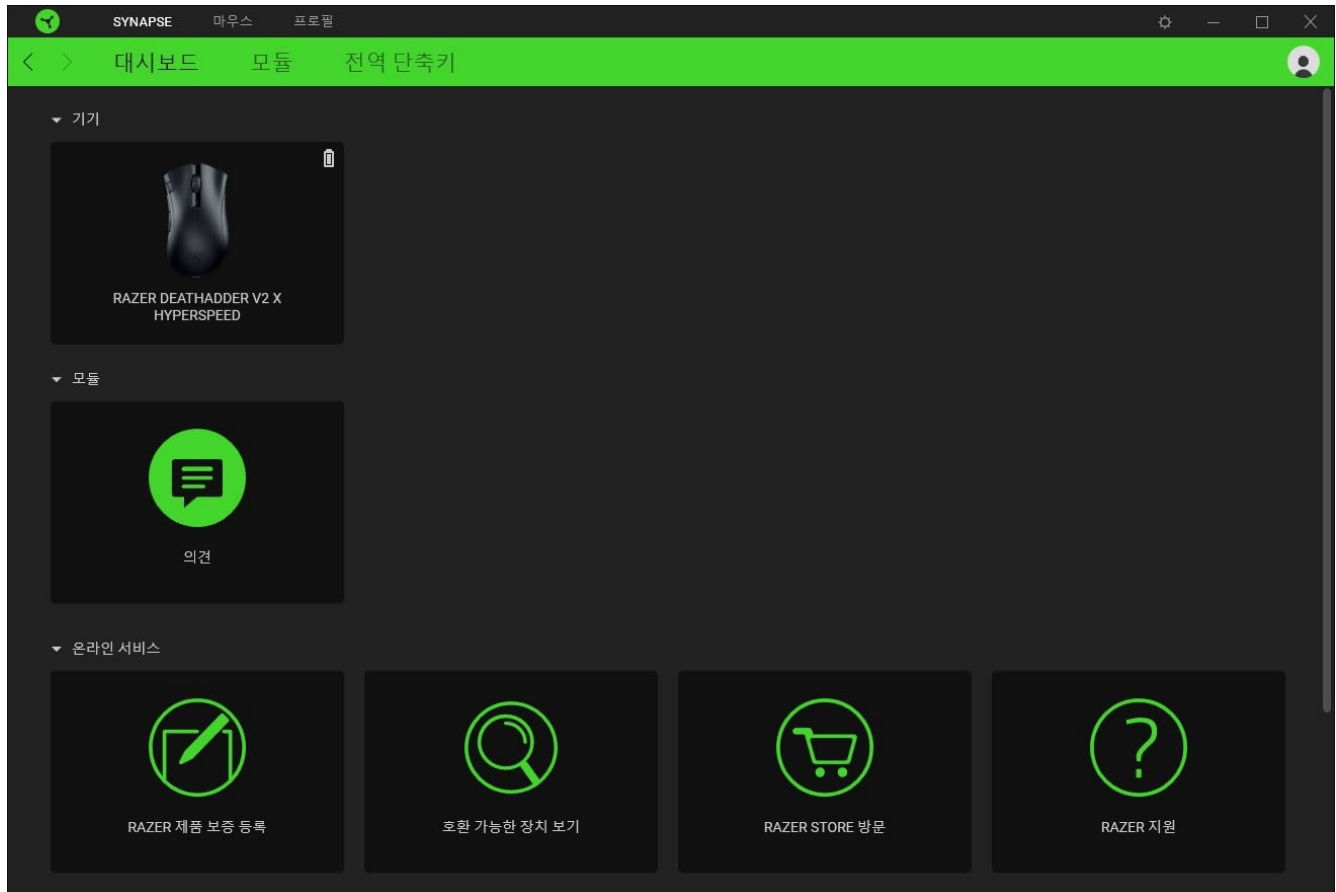 SYNAPSE 마우스 프로필
대시보드 모듈 전역 단축키
기기
RAZER DEATHADDER V2 X
HYPERSPEED
모듈
의견
온라인 서비스
RAZER 제품 보증 등록 호환 가능한 장치 보기 RAZER STORE 방문 RAZER 지원